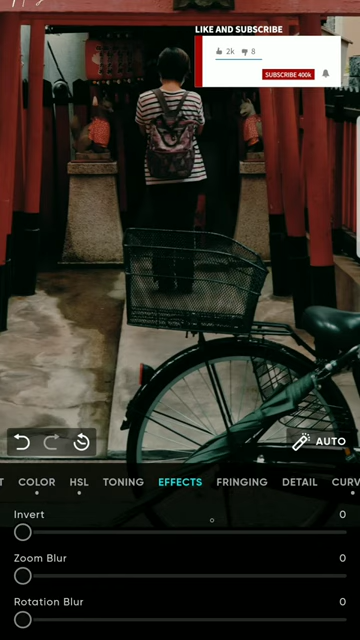 LIKE AND SUBSCRIBE
2k 8
SUBSCRIBE 400k
AUTO
COLOR HSL TONING EFFECTS FRINGING DETAIL
Invert 0
Zoom Blur 0
Rotation Blur 0